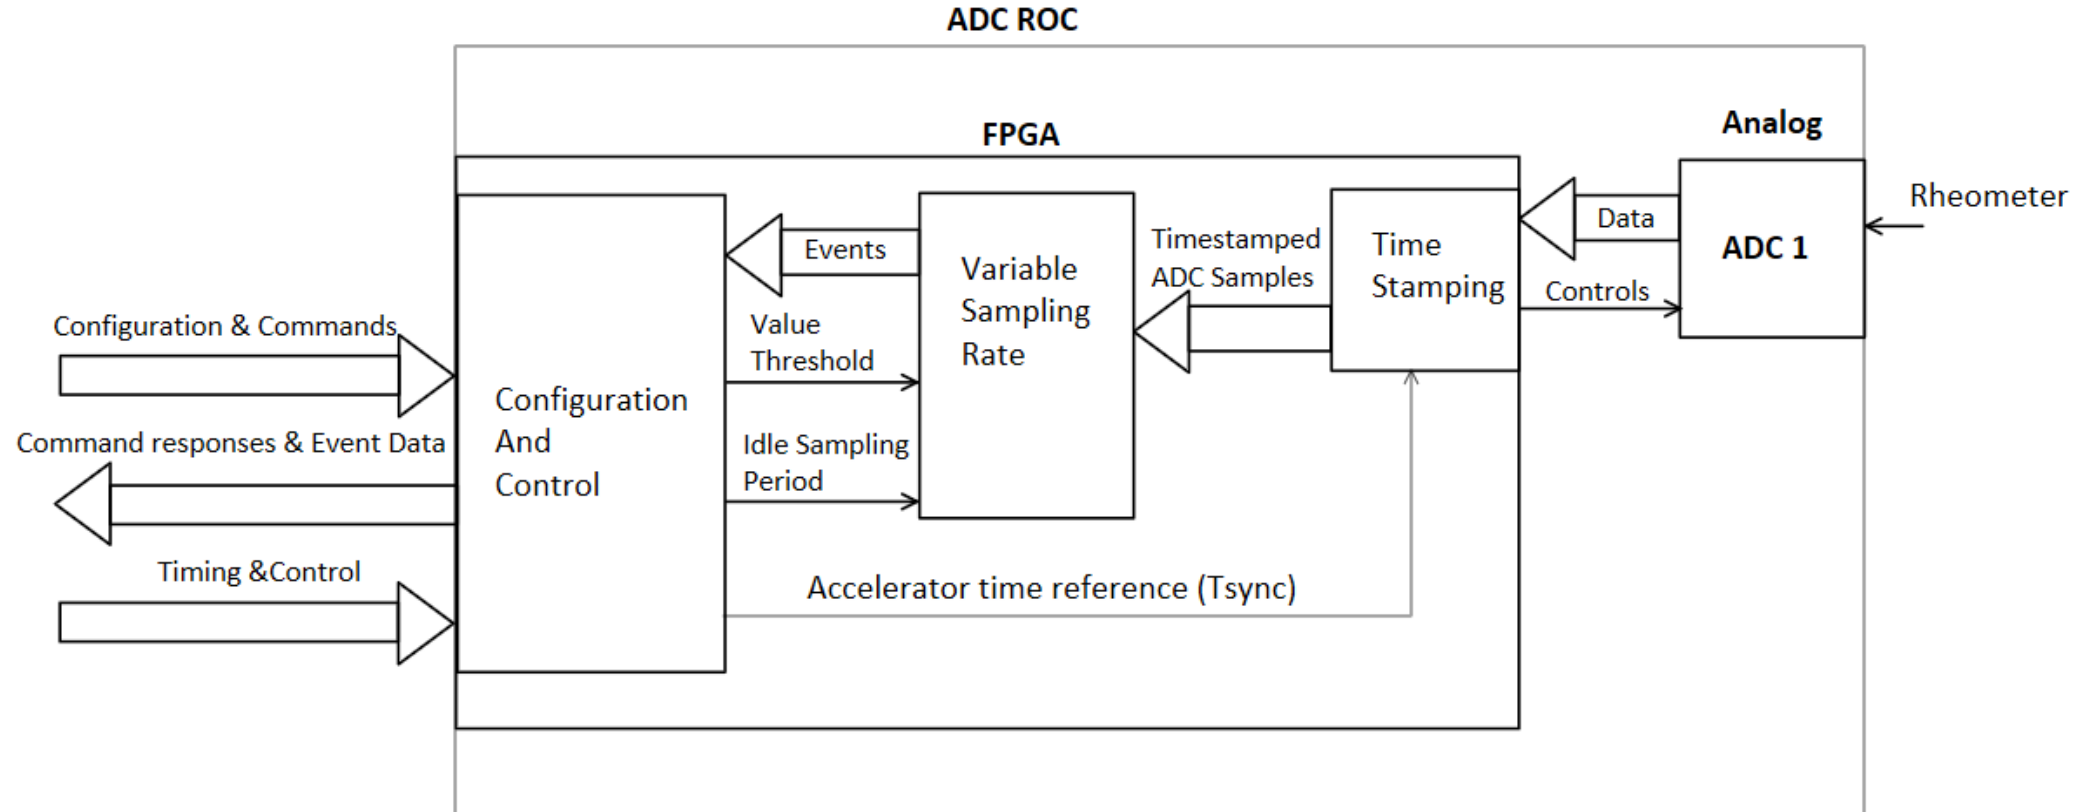 ADC ROC
FPGA
Analog
Configuration & Commands
Command responses & Event Data
Timing &Control
Configuration
And
Control
Events
Value
Threshold
Idle Sampling
Period
Variable
Sampling
Rate
Timestamped
ADC Samples
Time
Stamping
Data
Controls
ADC 1
Rheometer
Accelerator time reference (Tsync)